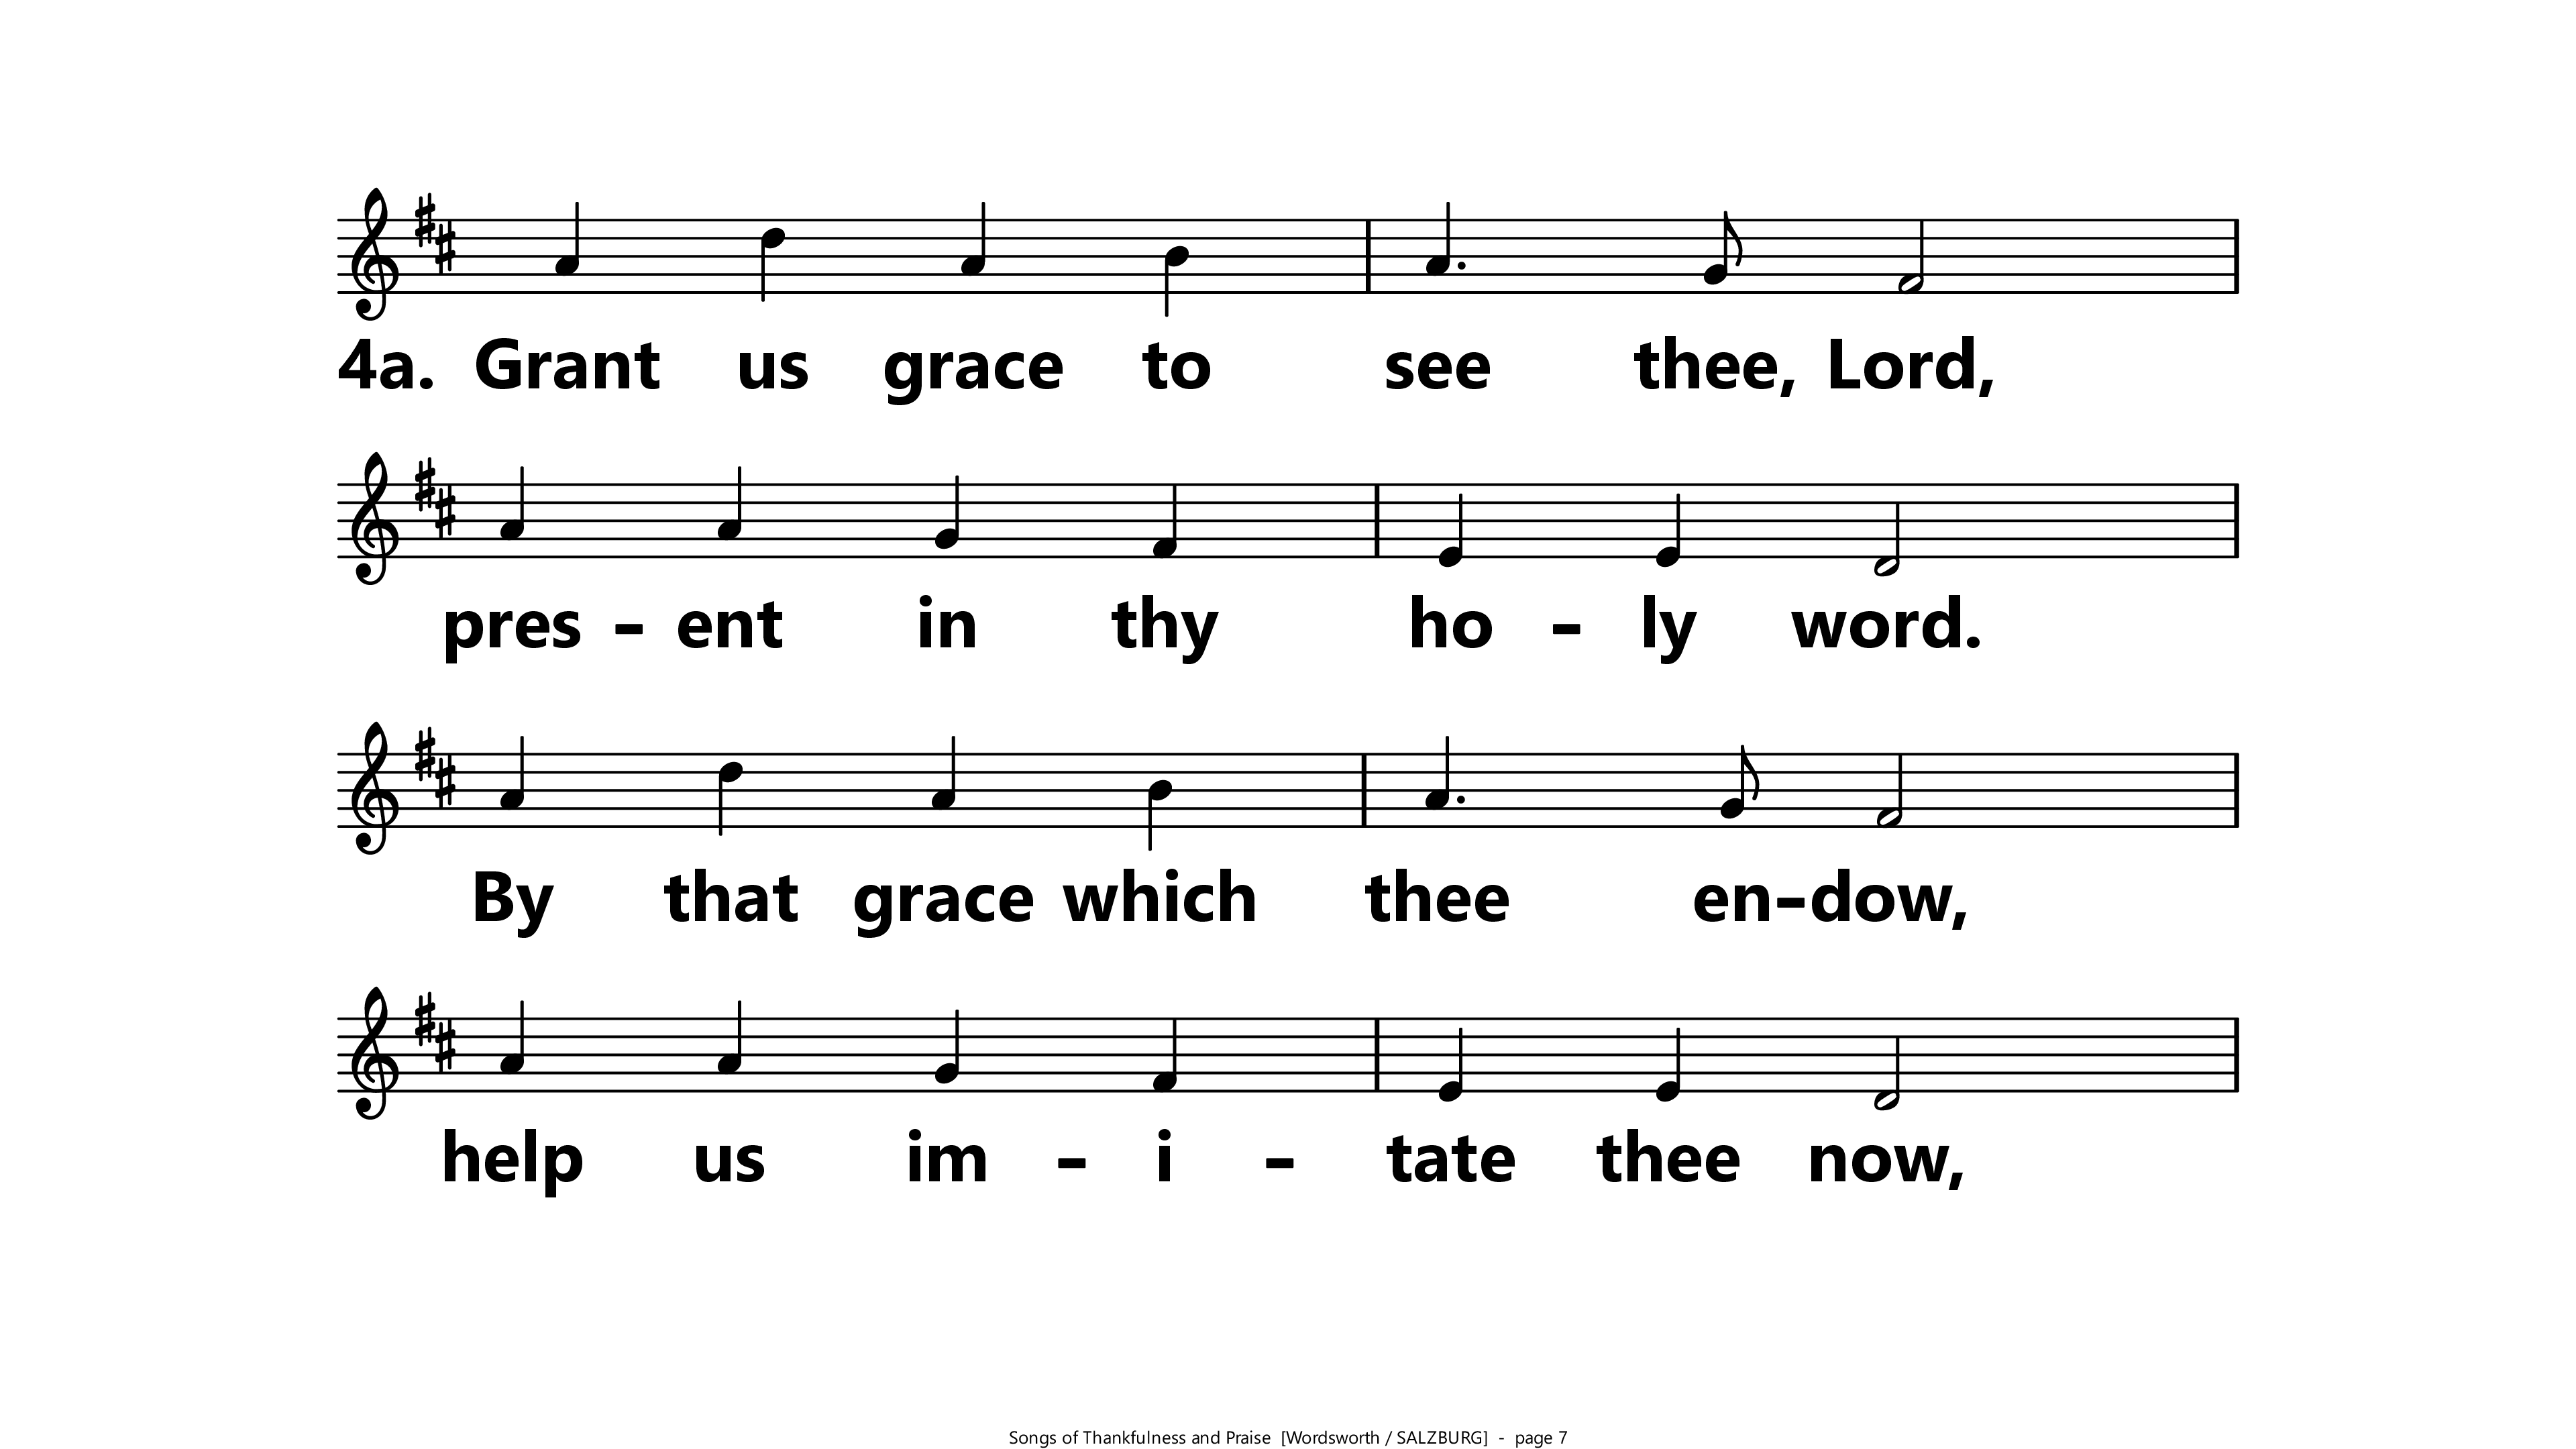 4a. Grant us grace to see thee, Lord,
pres - ent in thy ho - ly word.
By that grace which thee en-dow,
help us im - i - tate thee now,
Songs of Thankfulness and Praise [Wordsworth / SALZBURG] - page 7